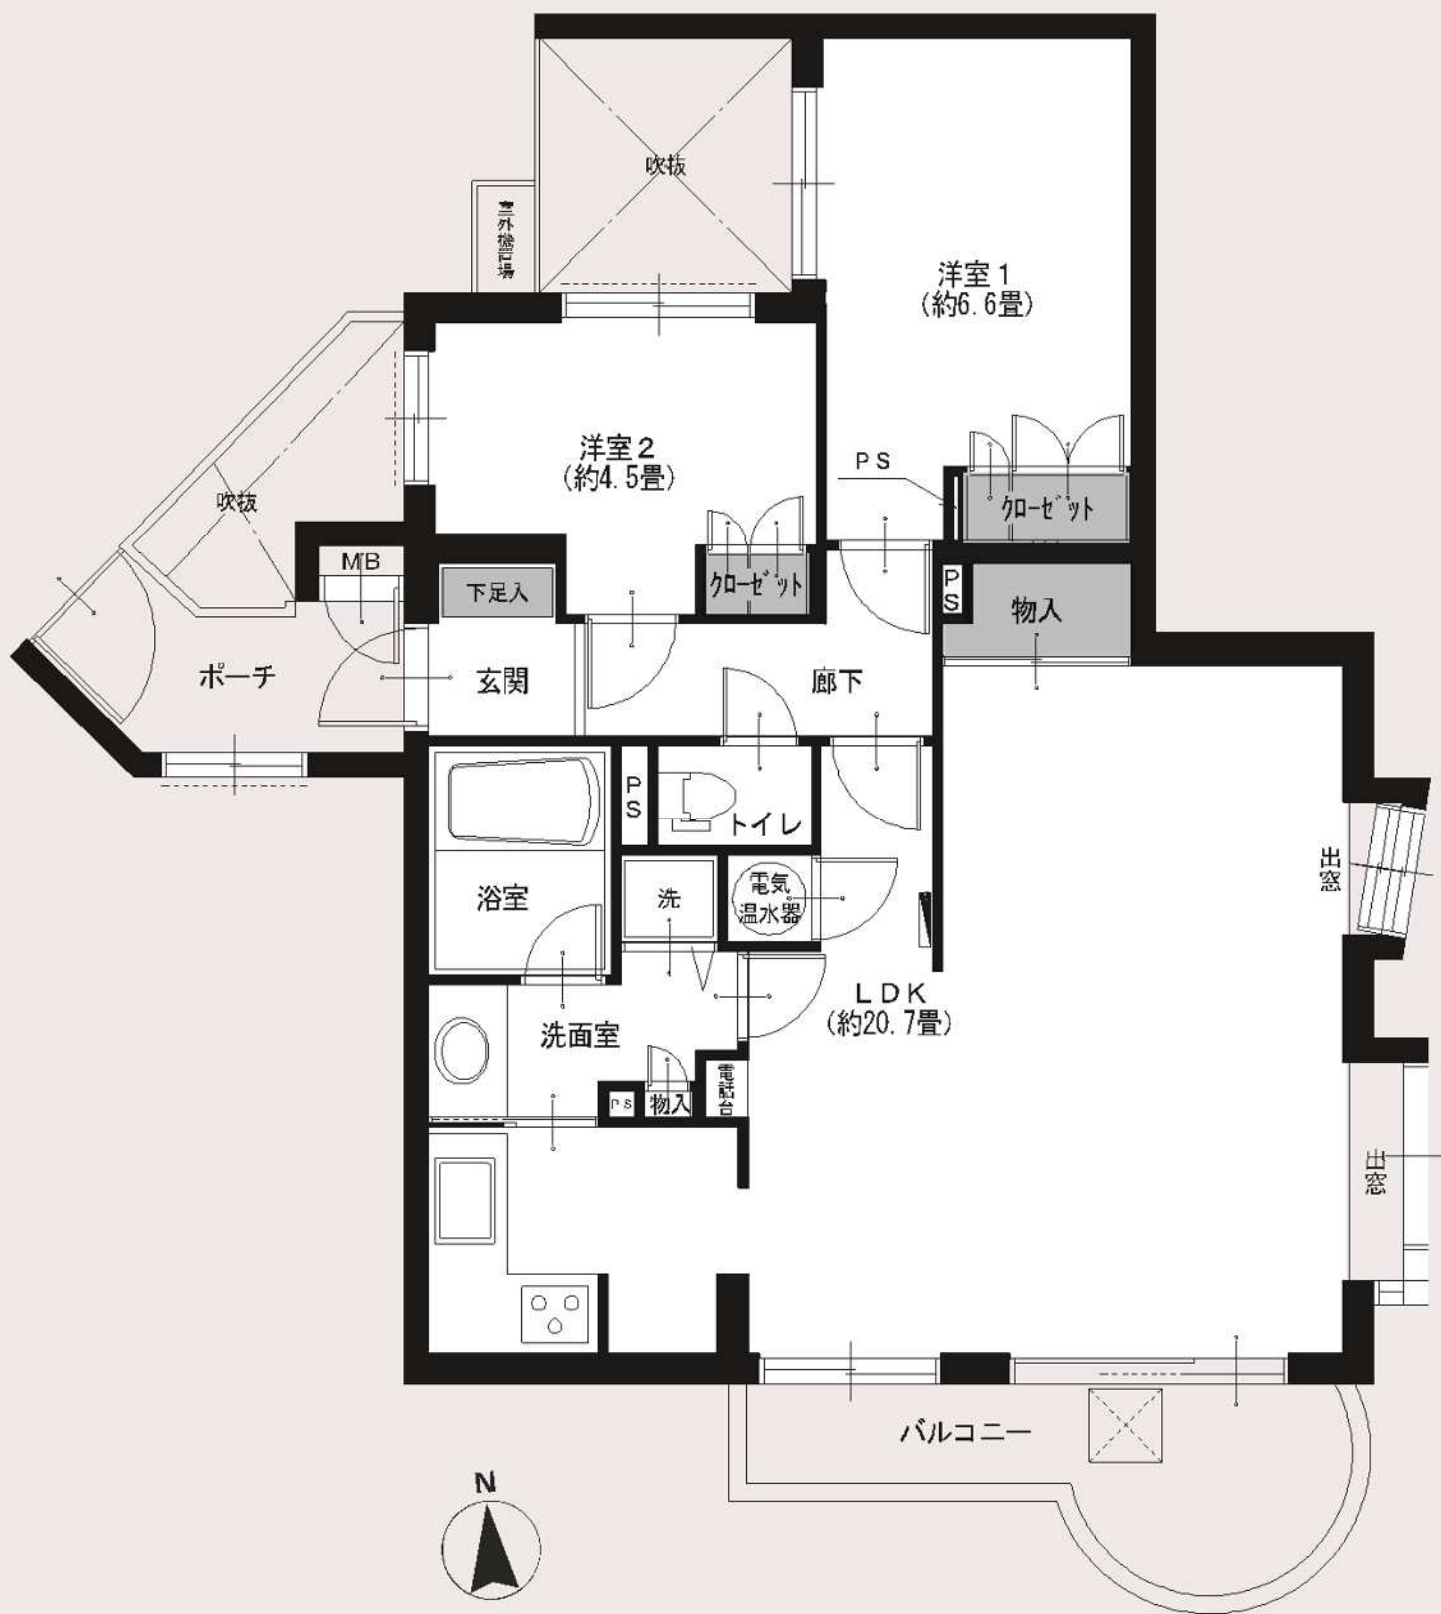 吹抜
室外機置場
洋室1
(約6.6畳)
洋室2
(約4.5畳)
PS
クローゼット
吹抜
MB
下足入
クローゼット
PS
物入
ポーチ
玄関
廊下
PS
トイレ
出窓
浴室
洗
電気
温水器
LDK
(約20.7畳)
洗面室
電話台
PS
物入
出窓
バルコニー
N